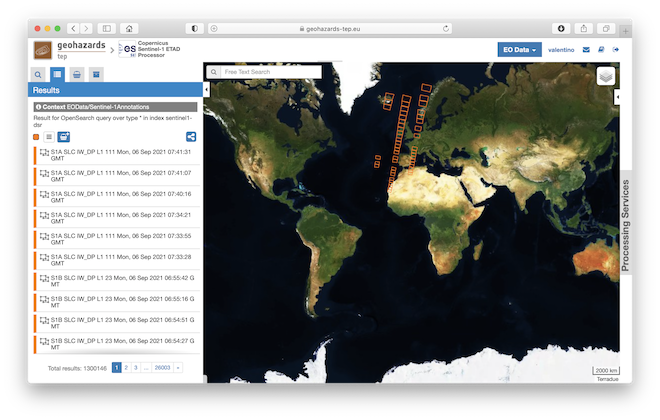 geohazards-tep.eu
geohazards
tep
es
Copernicus
Sentinel-1 ETAD
Processor
EO Data
valentino
Results
Free Text Search
Context EOData/Sentinel-1Annotations
Result for OpenSearch query over type * in index sentinel1-
dsr
S1A SLC IW_DP L1 111 Mon, 06 Sep 2021 07:41:31
GMT
S1A SLC IW_DP L1 111 Mon, 06 Sep 2021 07:41:07
GMT
S1A SLC IW_DP L1 111 Mon, 06 Sep 2021 07:40:16
GMT
S1A SLC IW_DP L1 111 Mon, 06 Sep 2021 07:34:21
GMT
S1A SLC IW_DP L1 111 Mon, 06 Sep 2021 07:33:55
GMT
S1A SLC IW_DP L1 111 Mon, 06 Sep 2021 07:33:28
GMT
S1B SLC IW_DP L1 23 Mon, 06 Sep 2021 06:55:42 G
MT
S1B SLC IW_DP L1 23 Mon, 06 Sep 2021 06:55:16 G
MT
S1B SLC IW_DP L1 23 Mon, 06 Sep 2021 06:54:51 G
MT
S1B SLC IW_DP L1 23 Mon, 06 Sep 2021 06:54:27 G
MT
Total results: 1300146 1 2 3 ... 26003 »
Processing Services
2000 km
Terradue